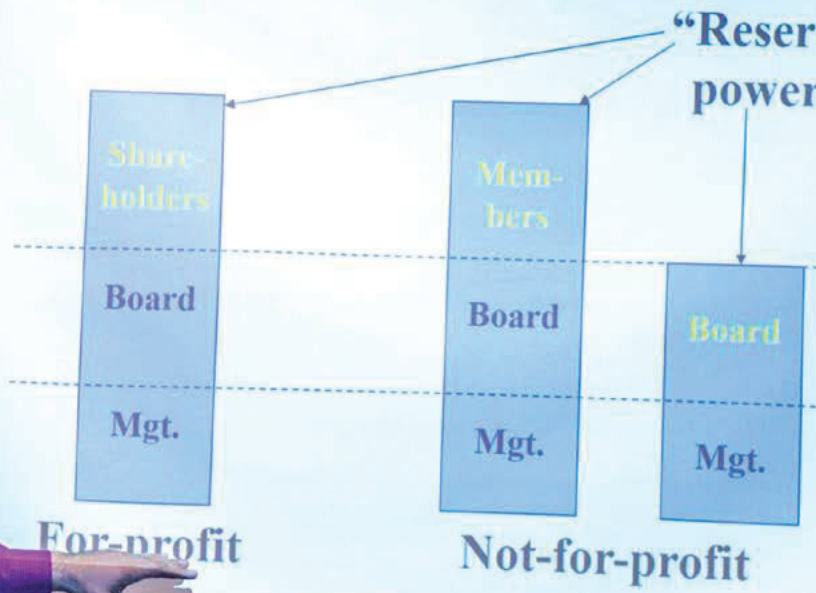 “Reser
power
Share-
holders
Mem-
bers
Board
Board
Board
Mgt.
Mgt.
Mgt.
For-profit
Not-for-profit